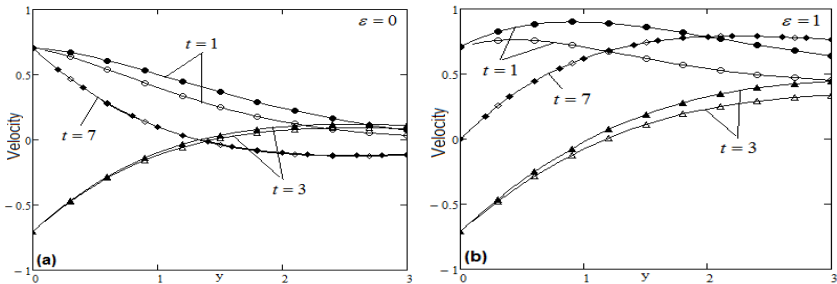 1
ε = 0
t = 1
0.5
Velocity
0
t = 7
t = 3
− 0.5
(a)
− 1
0
1
y
2
3
1
ε = 1
t = 1
0.5
Velocity
t = 7
0
t = 3
− 0.5
(b)
− 1
0
1
y
2
3